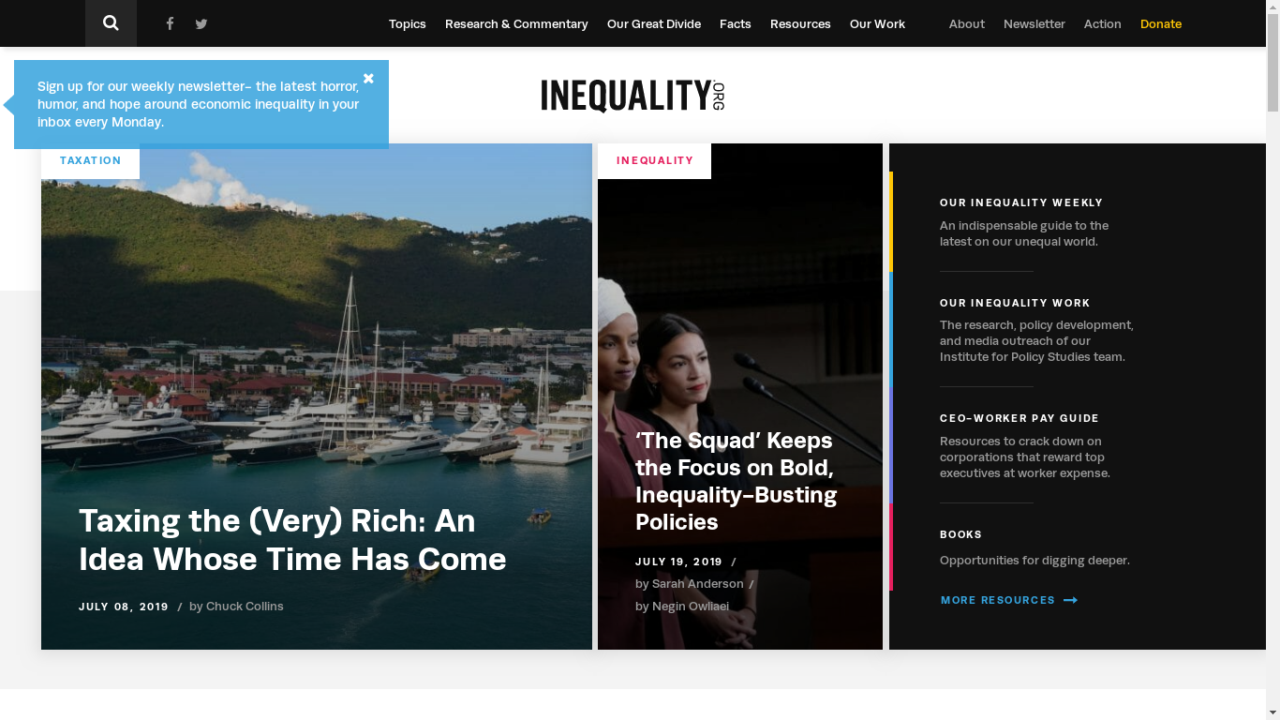 Topics Research & Commentary Our Great Divide Facts Resources Our Work About Newsletter Action Donate
Sign up for our weekly newsletter– the latest horror,
humor, and hope around economic inequality in your
inbox every Monday.
INEQUALITY.ORG
TAXATION
Taxing the (Very) Rich: An
Idea Whose Time Has Come
JULY 08, 2019 / by Chuck Collins
INEQUALITY
‘The Squad’ Keeps
the Focus on Bold,
Inequality-Busting
Policies
JULY 19, 2019 /
by Sarah Anderson /
by Negin Owliaei
OUR INEQUALITY WEEKLY
An indispensable guide to the
latest on our unequal world.
OUR INEQUALITY WORK
The research, policy development,
and media outreach of our
Institute for Policy Studies team.
CEO-WORKER PAY GUIDE
Resources to crack down on
corporations that reward top
executives at worker expense.
BOOKS
Opportunities for digging deeper.
MORE RESOURCES